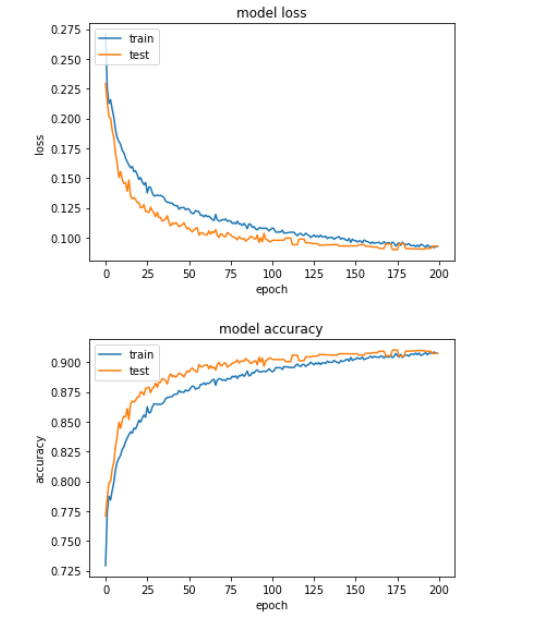 model loss
0.275
0.250
0.225
0.200
0.175
0.150
0.125
0.100
loss
train
test
0 25 50 75 100 125 150 175 200
epoch
model accuracy
0.900
0.875
0.850
0.825
0.800
0.775
0.750
0.725
accuracy
train
test
0 25 50 75 100 125 150 175 200
epoch